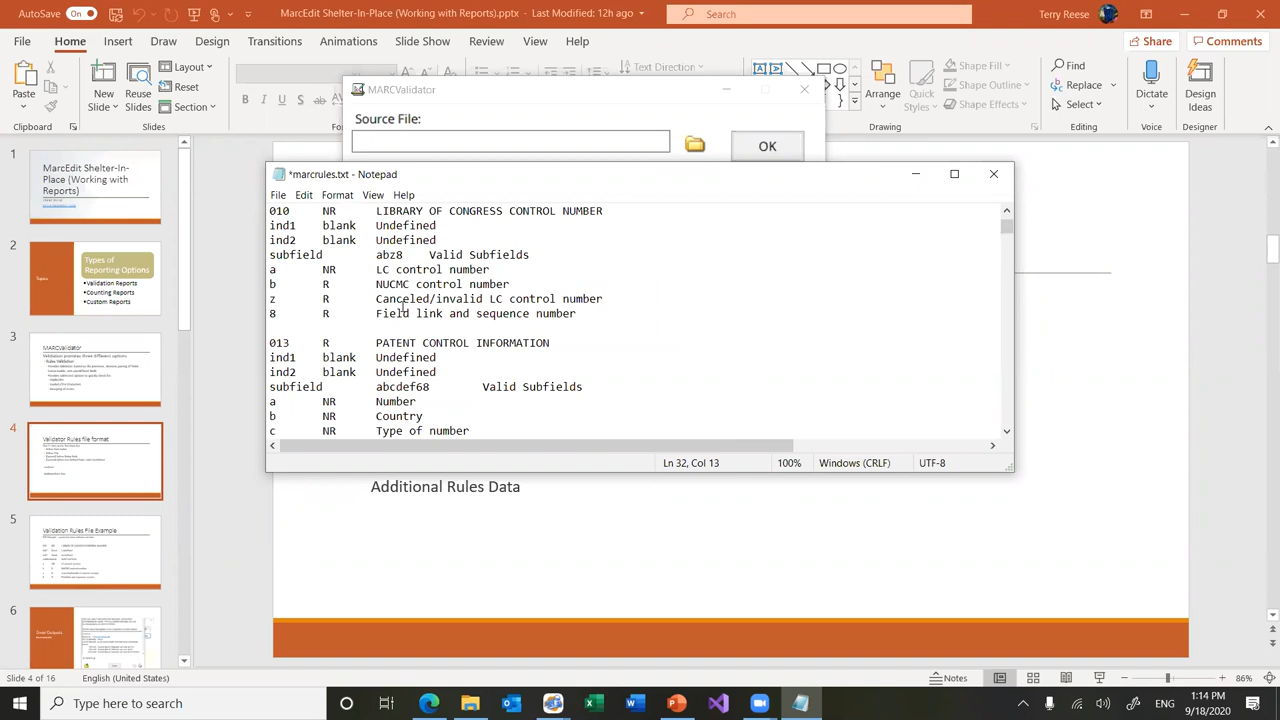 AutoSave On MarcEdit Shelter-In-Place (Working with Reports).pptx - Last Modified: 12h ago Search Terry Reese
File Home Insert Draw Design Transitions Animations Slide Show Review View Help Share Comments
Paste New Slide Reuse Slides Layout Reset Section Text Direction Arrange Quick Styles Shape Fill Shape Outline Shape Effects Find Replace Select Dictate Design Ideas
Clipboard Slides Drawing Editing Voice Designer
MARCValidator
Source File:
OK
*marcrules.txt - Notepad
File Edit Format View Help
010 NR LIBRARY OF CONGRESS CONTROL NUMBER
ind1 blank Undefined
ind2 blank Undefined
subfield abz8 Valid Subfields
a NR LC control number
b R NUCMC control number
z R Canceled/invalid LC control number
8 R Field link and sequence number
013 R PATENT CONTROL INFORMATION
ind1 blank Undefined
ind2 blank Undefined
subfield abcdef68 Valid Subfields
a NR Number
b NR Country
c NR Type of number
Ln 32, Col 13 100% Windows (CRLF) UTF-8
Additional Rules Data
1
MarcEdit Shelter-In-
Place (Working with
Reports)
2
Topics
Types of
Reporting Options
• Validation Reports
• Counting Reports
• Custom Reports
3
MARCValidator
4
Validator Rules file format
5
Validation Rules File Example
6
Slide 4 of 16 English (United States) Notes 86%
Type here to search ENG 1:14 PM
9/18/2020